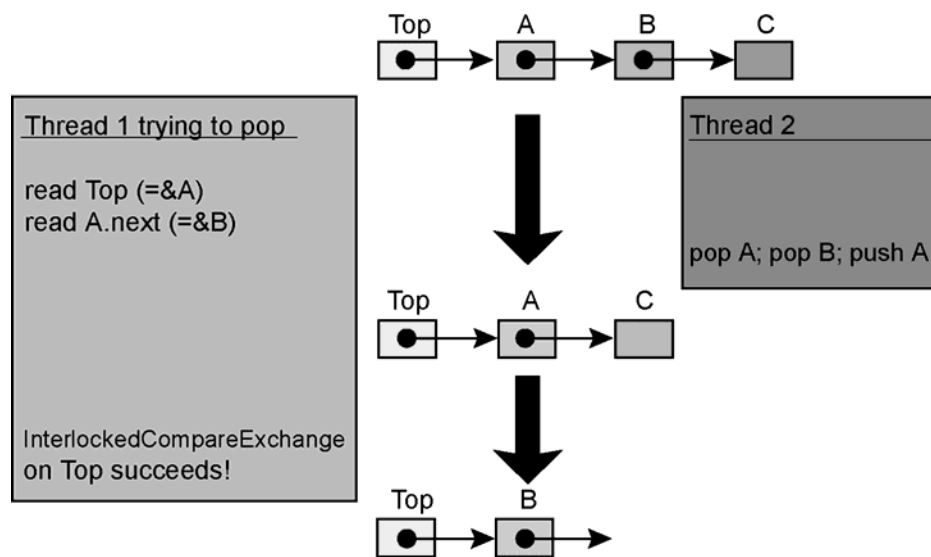 Top A B C
Thread 1 trying to pop
read Top (=&A)
read A.next (=&B)
InterlockedCompareExchange
on Top succeeds!
Thread 2
pop A; pop B; push A
Top A C
Top B